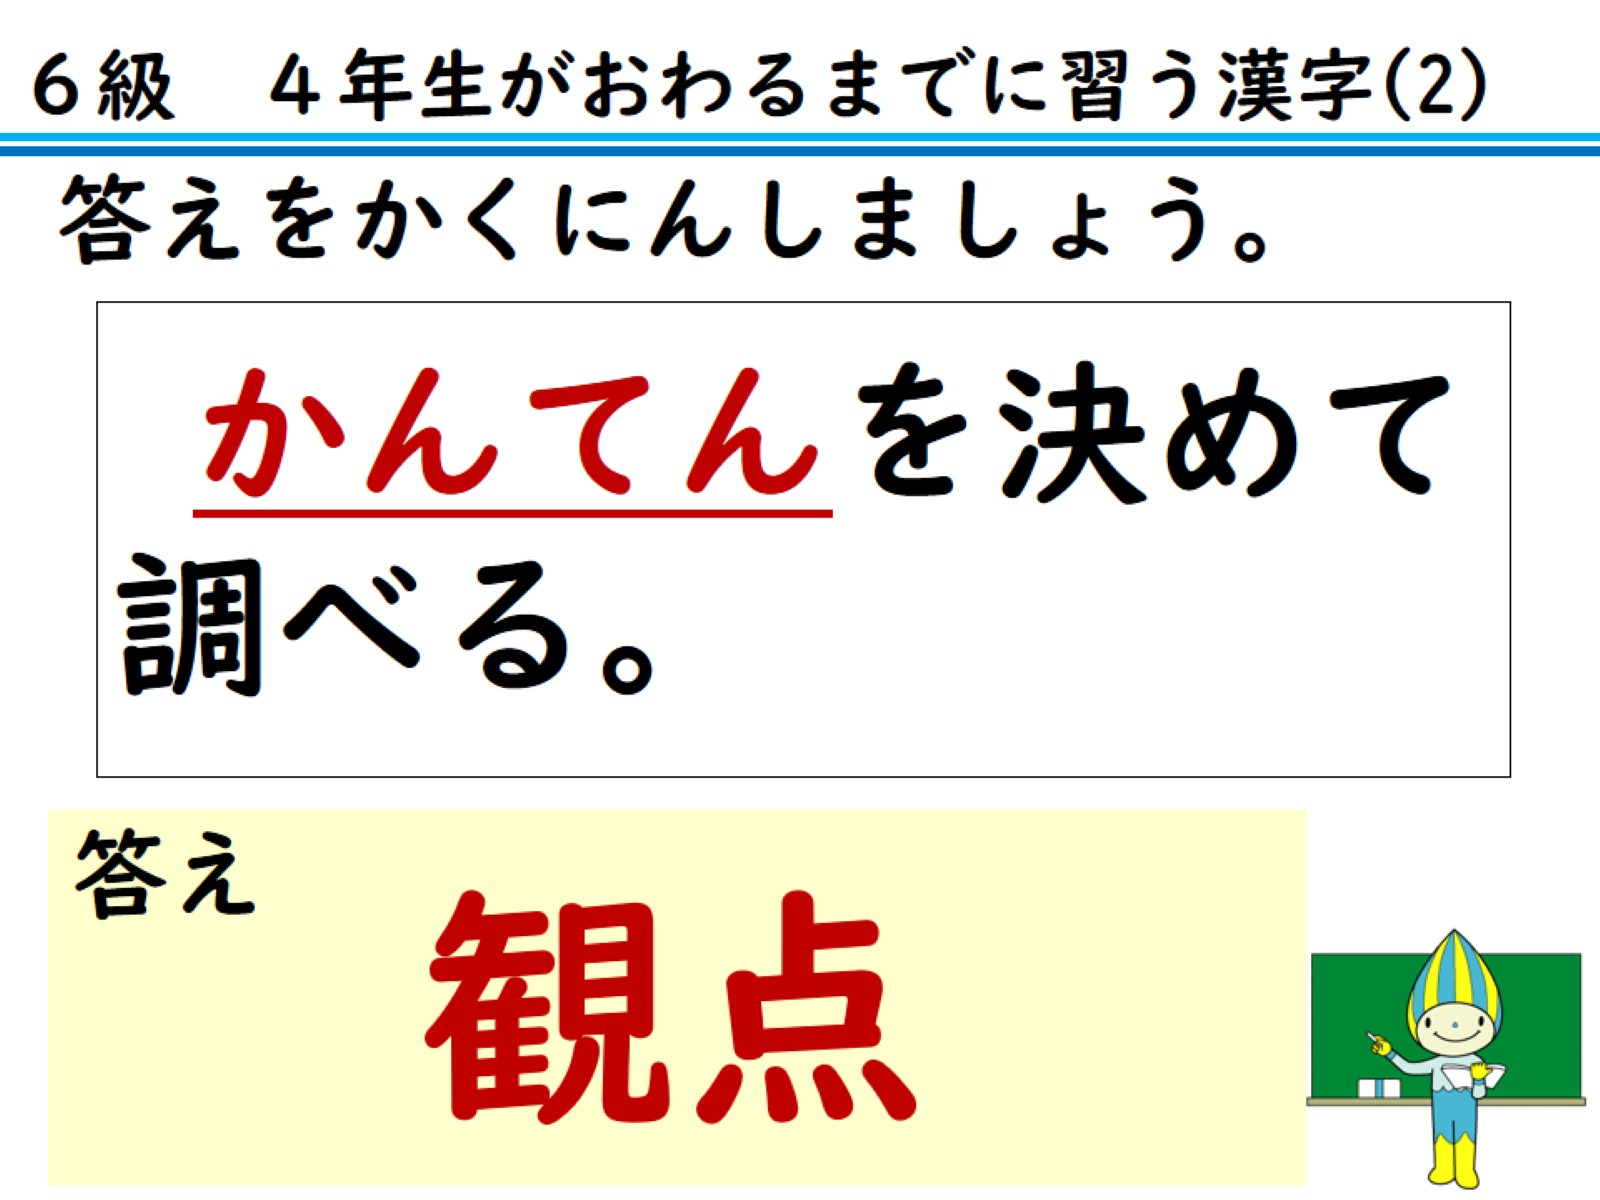 ６級　４年生がおわるまでに習う漢字(2)
答えをかくにんしましょう。
かんてんを決めて
調べる。
答え
観点